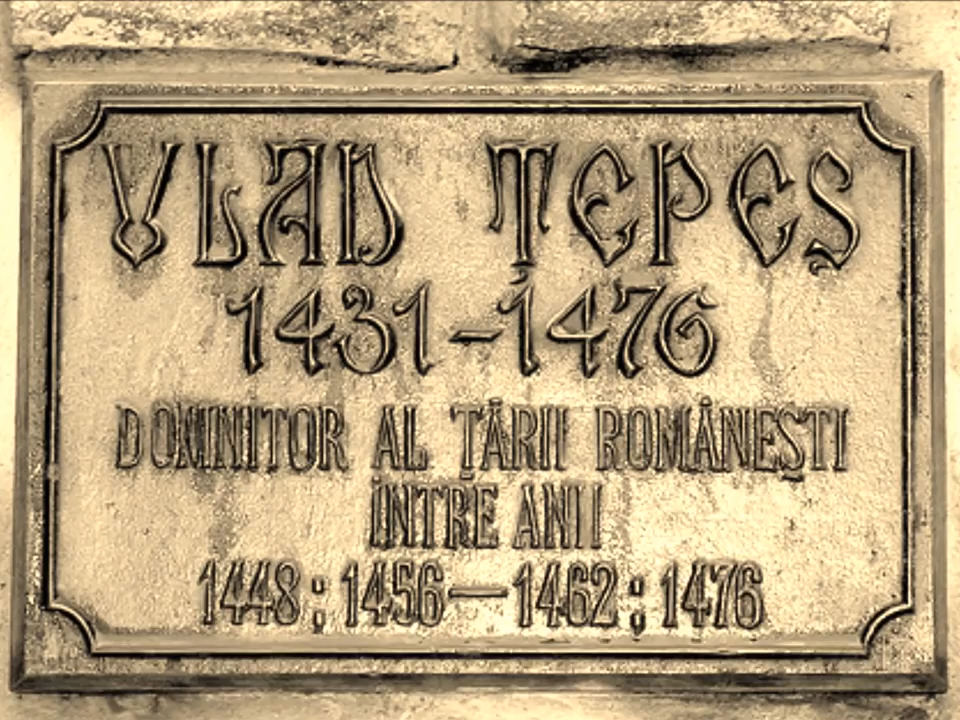 VLAD ȚEPEȘ
1431-1476
DOMNITOR AL ȚĂRII ROMÂNEȘTI
ÎNTRE ANII
1448; 1456—1462; 1476